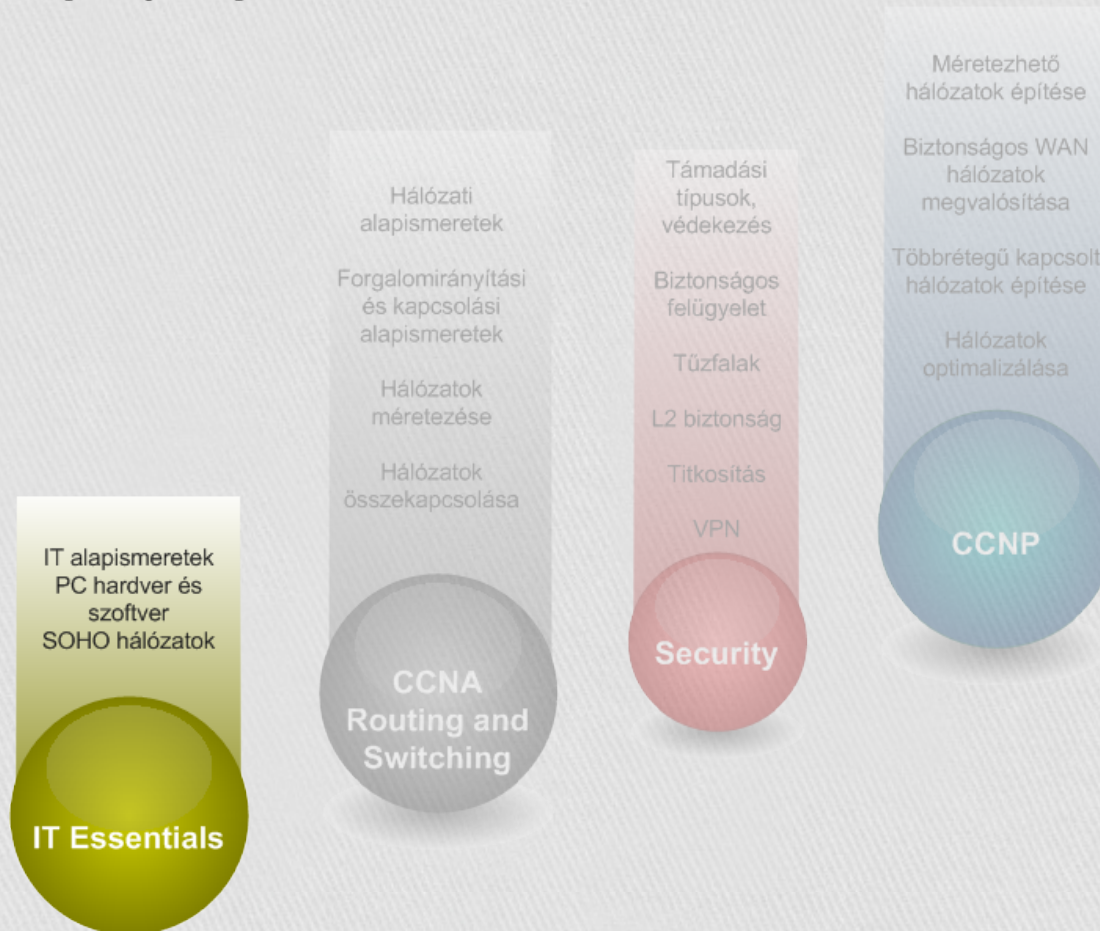 IT alapismeretek
PC hardver és
szoftver
SOHO hálózatok
IT Essentials
Hálózati
alapismeretek
Forgalomirányítási
és kapcsolási
alapismeretek
Hálózatok
méretezése
Hálózatok
összekapcsolása
CCNA
Routing and
Switching
Támadási
típusok,
védekezés
Biztonságos
felügyelet
Tűzfalak
L2 biztonság
Titkosítás
VPN
Security
Méretezhető
hálózatok építése
Biztonságos WAN
hálózatok
megvalósítása
Többrétegű kapcsolt
hálózatok építése
Hálózatok
optimalizálása
CCNP